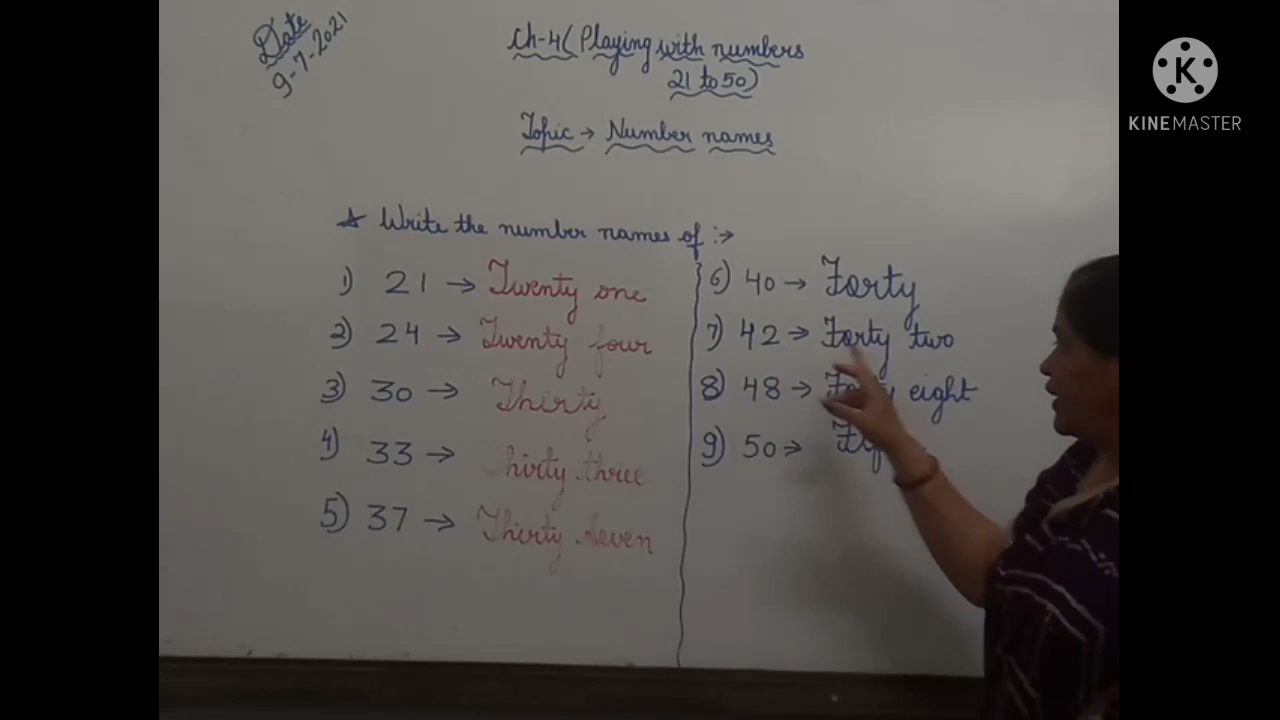 Date
9-7-2021
Ch-4 (Playing with numbers
21 to 50)
Topic → Number names
☆ Write the number names of :→
1) 21 → Twenty one
2) 24 → Twenty four
3) 30 → Thirty
4) 33 → hirty three
5) 37 → Thirty Seven
6) 40 → Forty
7) 42 → Forty two
8) 48 → Forty eight
9) 50 →
K
KINEMASTER